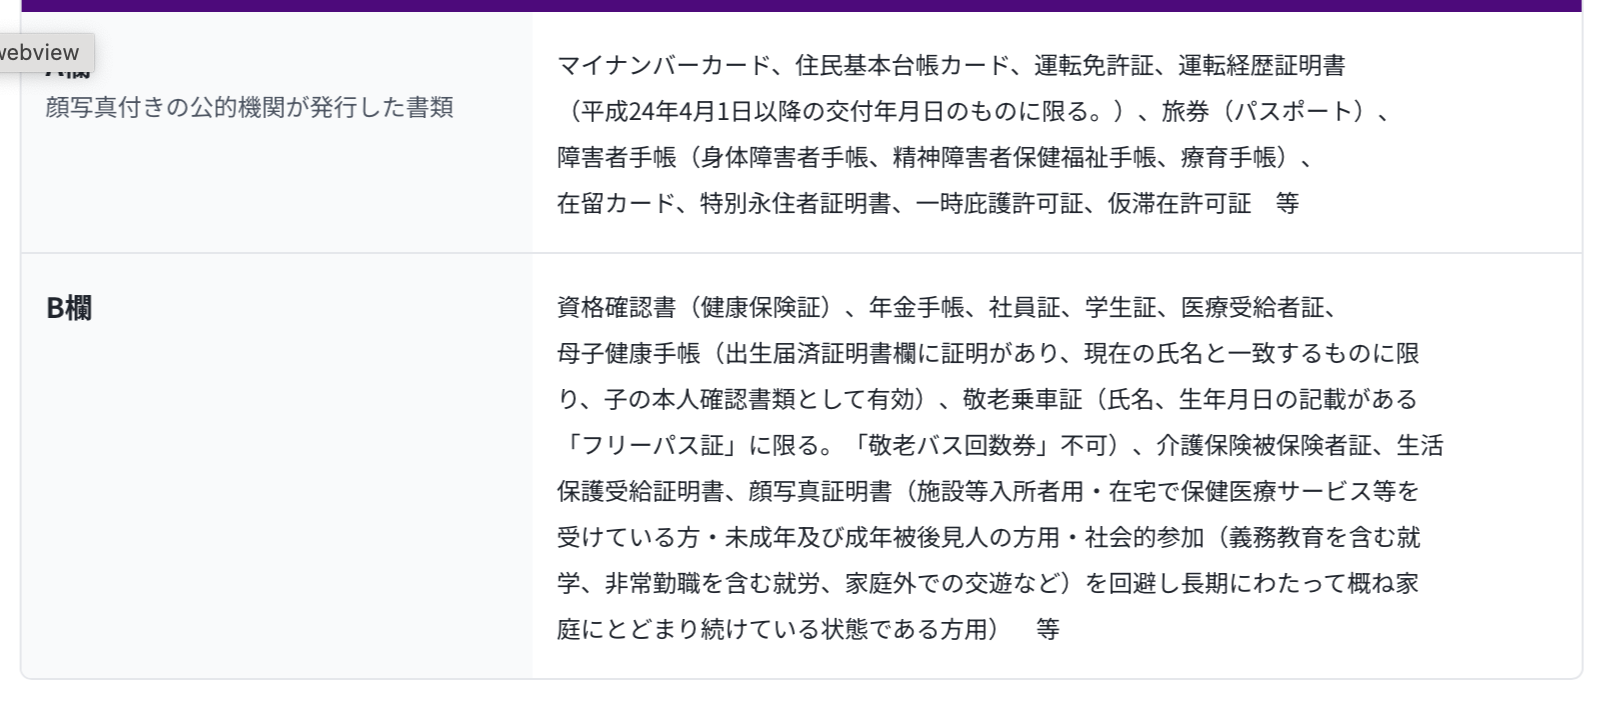 webview
A欄
顔写真付きの公的機関が発行した書類
マイナンバーカード、住民基本台帳カード、運転免許証、運転経歴証明書
（平成24年4月1日以降の交付年月日のものに限る。）、旅券（パスポート）、
障害者手帳（身体障害者手帳、精神障害者保健福祉手帳、療育手帳）、
在留カード、特別永住者証明書、一時庇護許可証、仮滞在許可証　等
B欄
資格確認書（健康保険証）、年金手帳、社員証、学生証、医療受給者証、
母子健康手帳（出生届済証明書欄に証明があり、現在の氏名と一致するものに限
り、子の本人確認書類として有効）、敬老乗車証（氏名、生年月日の記載がある
「フリーパス証」に限る。「敬老バス回数券」不可）、介護保険被保険者証、生活
保護受給証明書、顔写真証明書（施設等入所者用・在宅で保健医療サービス等を
受けている方・未成年及び成年被後見人の方用・社会的参加（義務教育を含む就
学、非常勤職を含む就労、家庭外での交遊など）を回避し長期にわたって概ね家
庭にとどまり続けている状態である方用）　等